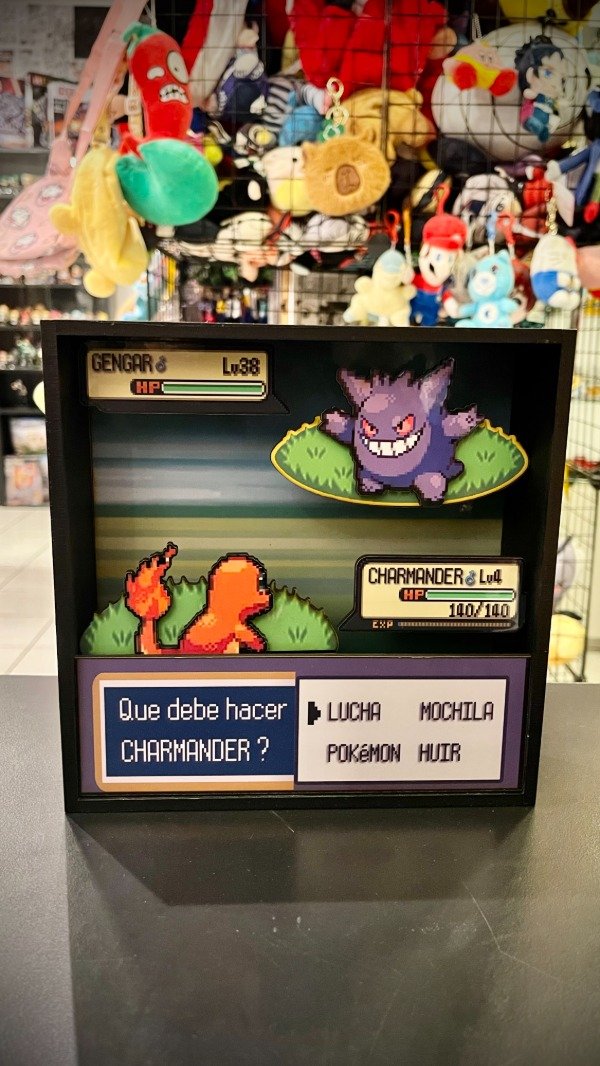 GENGAR♂ Lv38
HP
CHARMANDER♂ Lv4
HP
140/140
EXP
Que debe hacer
CHARMANDER ?
▶LUCHA MOCHILA
POKéMON HUIR